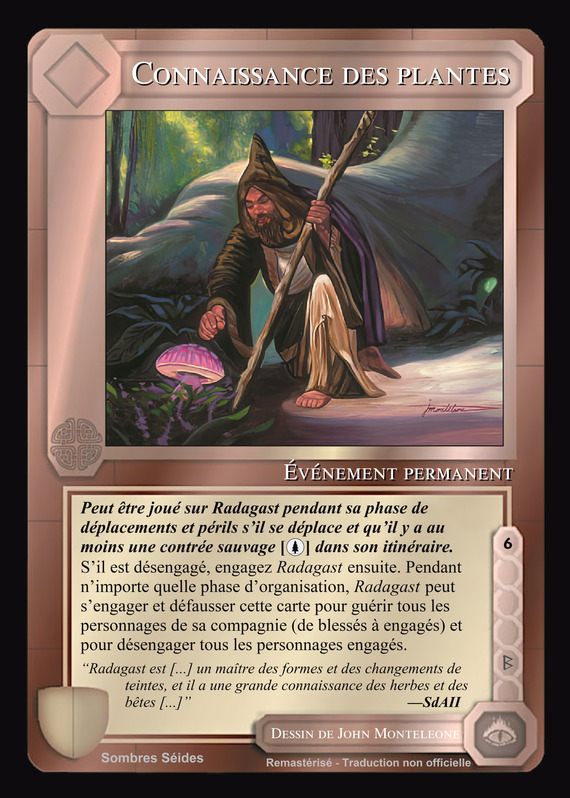 CONNAISSANCE DES PLANTES
jmonteleone
ÉVÉNEMENT PERMANENT
Peut être joué sur Radagast pendant sa phase de
déplacements et périls s’il se déplace et qu’il y a au
moins une contrée sauvage [] dans son itinéraire.
S’il est désengagé, engagez Radagast ensuite. Pendant
n’importe quelle phase d’organisation, Radagast peut
s’engager et défausser cette carte pour guérir tous les
personnages de sa compagnie (de blessés à engagés) et
pour désengager tous les personnages engagés.
“Radagast est [...] un maître des formes et des changements de
teintes, et il a une grande connaissance des herbes et des
bêtes [...]”
—SdAII
6
ᛒ
DESSIN DE JOHN MONTELEONE
Sombres Séides
Remastérisé - Traduction non officielle